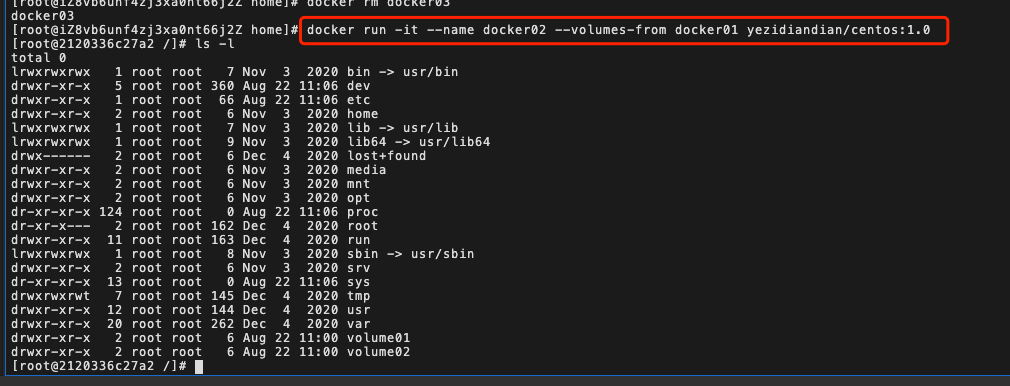 [root@iZ8vb6unf4zj3xa0nt66j2Z home]# docker rm docker03
docker03
[root@iZ8vb6unf4zj3xa0nt66j2Z home]# docker run -it --name docker02 --volumes-from docker01 yezidiandian/centos:1.0
[root@2120336c27a2 /]# ls -l
total 0
lrwxrwxrwx   1 root root   7 Nov  3  2020 bin -> usr/bin
drwxr-xr-x   5 root root 360 Aug 22 11:06 dev
drwxr-xr-x   1 root root  66 Aug 22 11:06 etc
drwxr-xr-x   2 root root   6 Nov  3  2020 home
lrwxrwxrwx   1 root root   7 Nov  3  2020 lib -> usr/lib
lrwxrwxrwx   1 root root   9 Nov  3  2020 lib64 -> usr/lib64
drwx------   2 root root   6 Dec  4  2020 lost+found
drwxr-xr-x   2 root root   6 Nov  3  2020 media
drwxr-xr-x   2 root root   6 Nov  3  2020 mnt
drwxr-xr-x   2 root root   6 Nov  3  2020 opt
dr-xr-xr-x 124 root root   0 Aug 22 11:06 proc
dr-xr-x---   2 root root 162 Dec  4  2020 root
drwxr-xr-x  11 root root 163 Dec  4  2020 run
lrwxrwxrwx   1 root root   8 Nov  3  2020 sbin -> usr/sbin
drwxr-xr-x   2 root root   6 Nov  3  2020 srv
dr-xr-xr-x  13 root root   0 Aug 22 11:06 sys
drwxrwxrwt   7 root root 145 Dec  4  2020 tmp
drwxr-xr-x  12 root root 144 Dec  4  2020 usr
drwxr-xr-x  20 root root 262 Dec  4  2020 var
drwxr-xr-x   2 root root   6 Aug 22 11:00 volume01
drwxr-xr-x   2 root root   6 Aug 22 11:00 volume02
[root@2120336c27a2 /]#